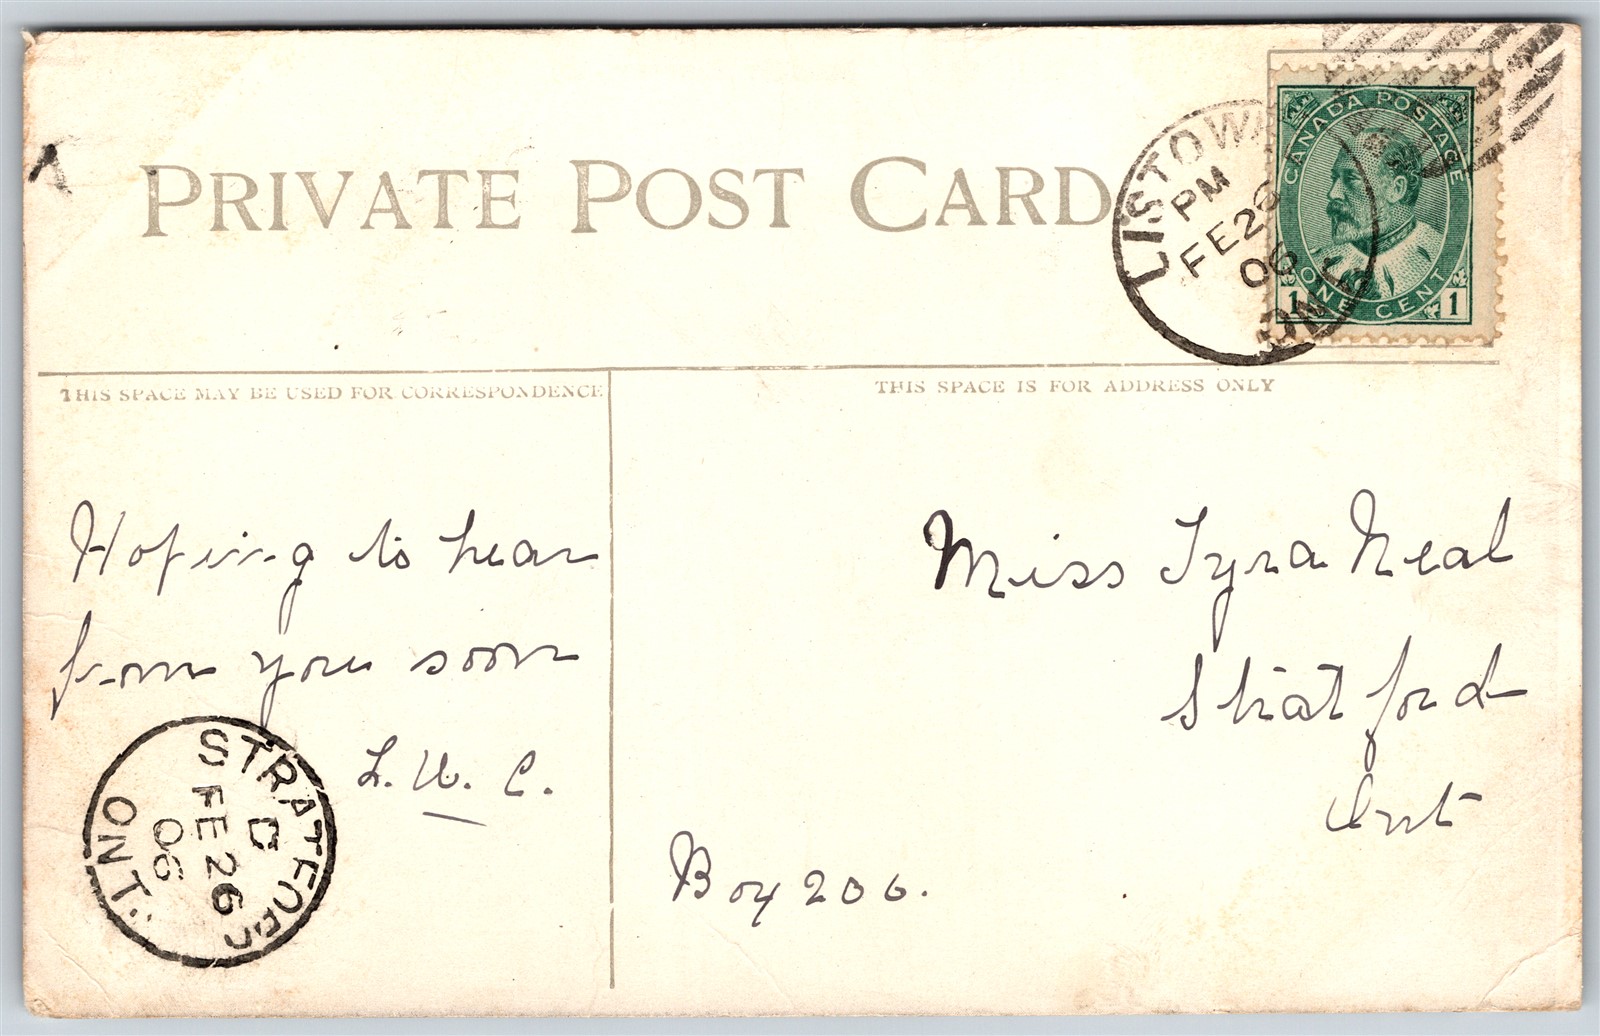 PRIVATE POST CARD
LISTOWEL
PM
FE 26
06
ONT
CANADA POSTAGE
1 ONE CENT 1
THIS SPACE MAY BE USED FOR CORRESPONDENCE
THIS SPACE IS FOR ADDRESS ONLY
Hoping to hear
from you soon
L. W. C.
Miss Tyra Neal
Stratford
Ont
Box 206.
STRATFORD
D
FE 26
06
ONT.